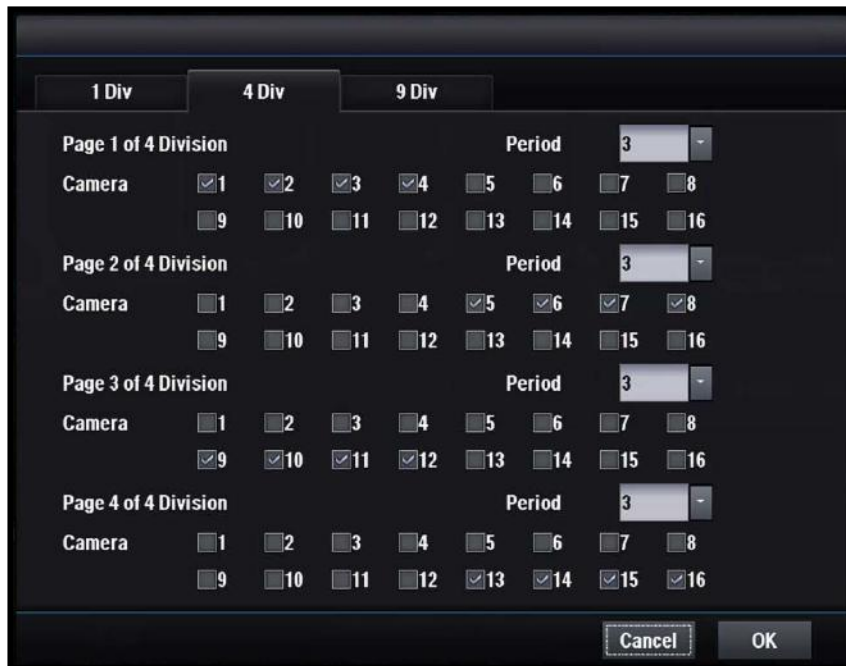 1 Div 4 Div 9 Div
Page 1 of 4 Division Period 3
Camera 1 2 3 4 5 6 7 8
9 10 11 12 13 14 15 16
Page 2 of 4 Division Period 3
Camera 1 2 3 4 5 6 7 8
9 10 11 12 13 14 15 16
Page 3 of 4 Division Period 3
Camera 1 2 3 4 5 6 7 8
9 10 11 12 13 14 15 16
Page 4 of 4 Division Period 3
Camera 1 2 3 4 5 6 7 8
9 10 11 12 13 14 15 16
Cancel OK